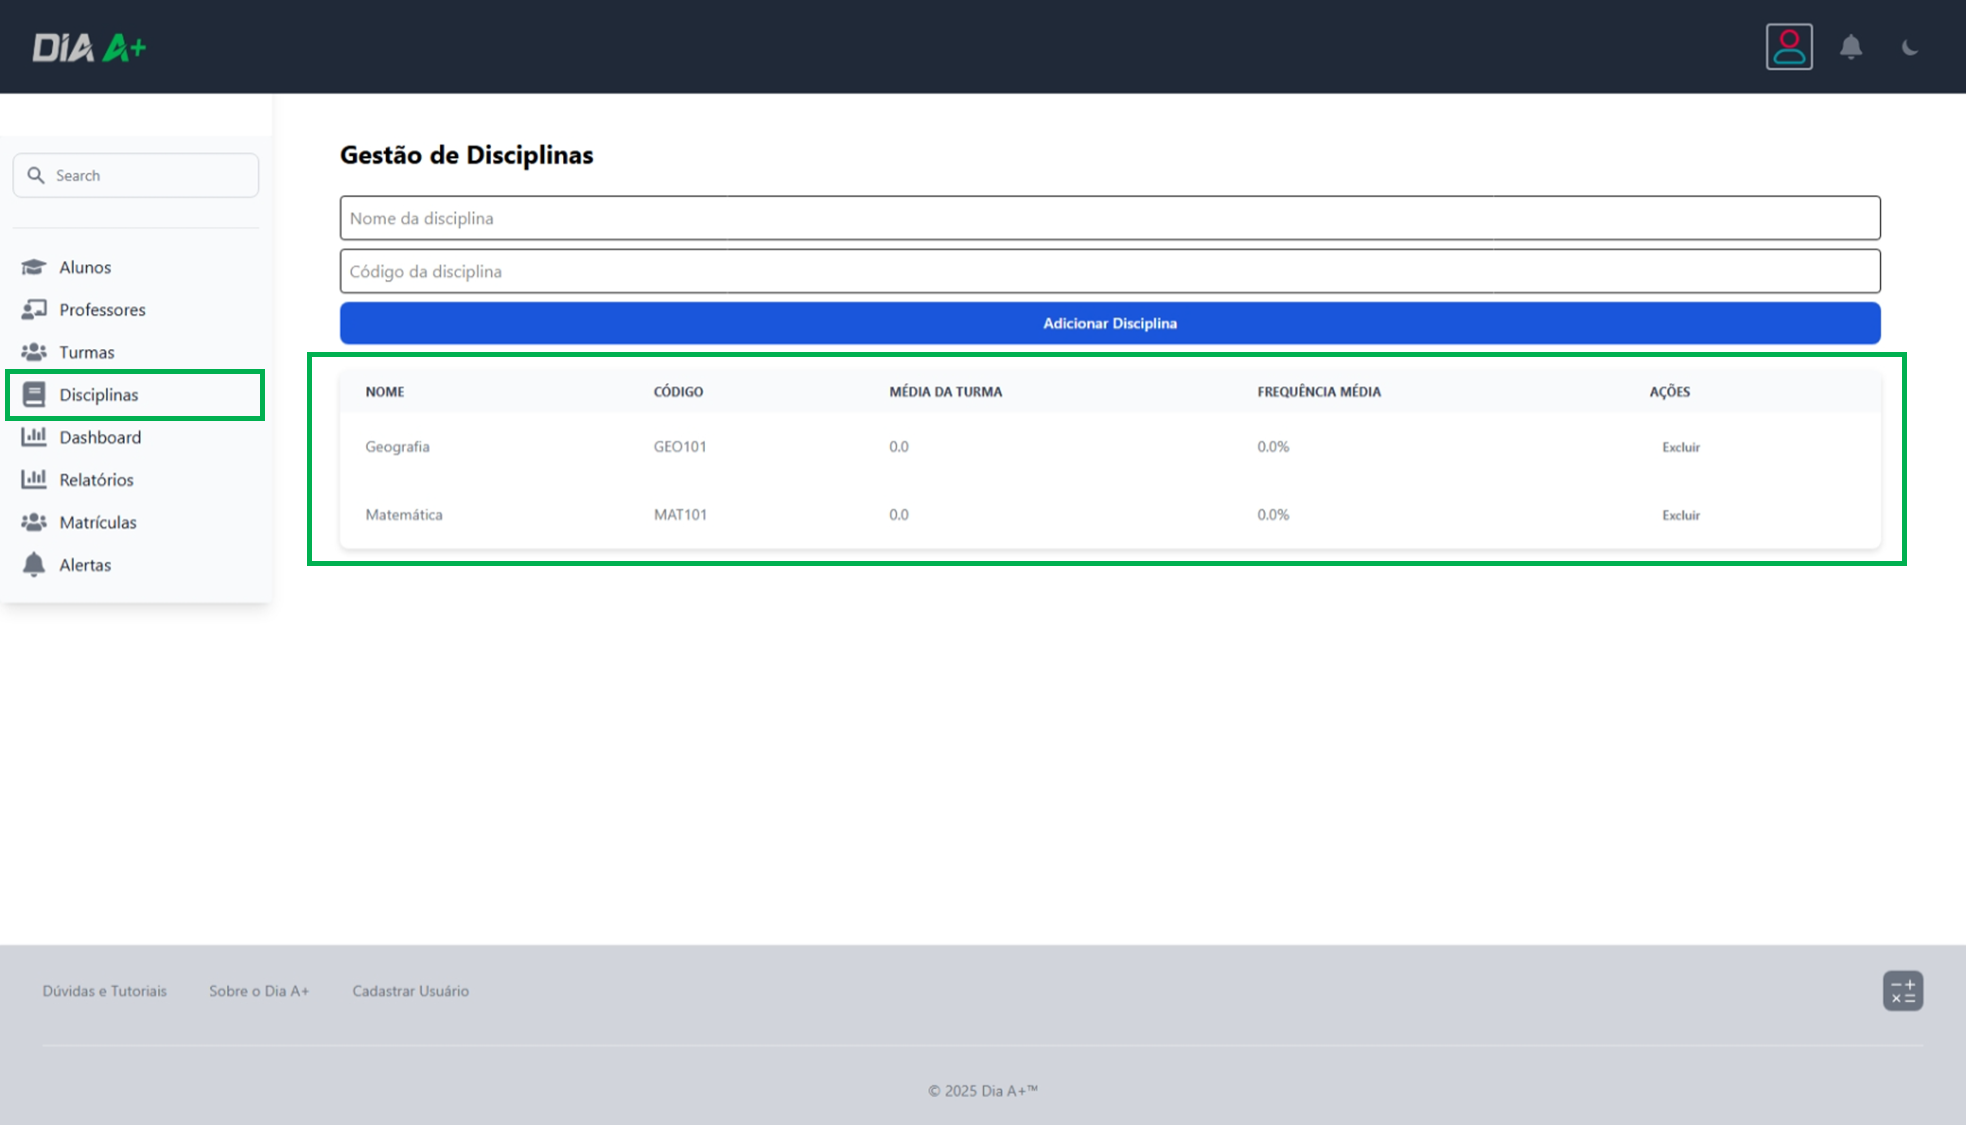 DIA A+
Search
Alunos
Professores
Turmas
Disciplinas
Dashboard
Relatórios
Matrículas
Alertas
Gestão de Disciplinas
Nome da disciplina
Código da disciplina
Adicionar Disciplina
NOME CÓDIGO MÉDIA DA TURMA FREQUÊNCIA MÉDIA AÇÕES
Geografia GEO101 0.0 0.0% Excluir
Matemática MAT101 0.0 0.0% Excluir
Dúvidas e Tutoriais Sobre o Dia A+ Cadastrar Usuário
© 2025 Dia A+™